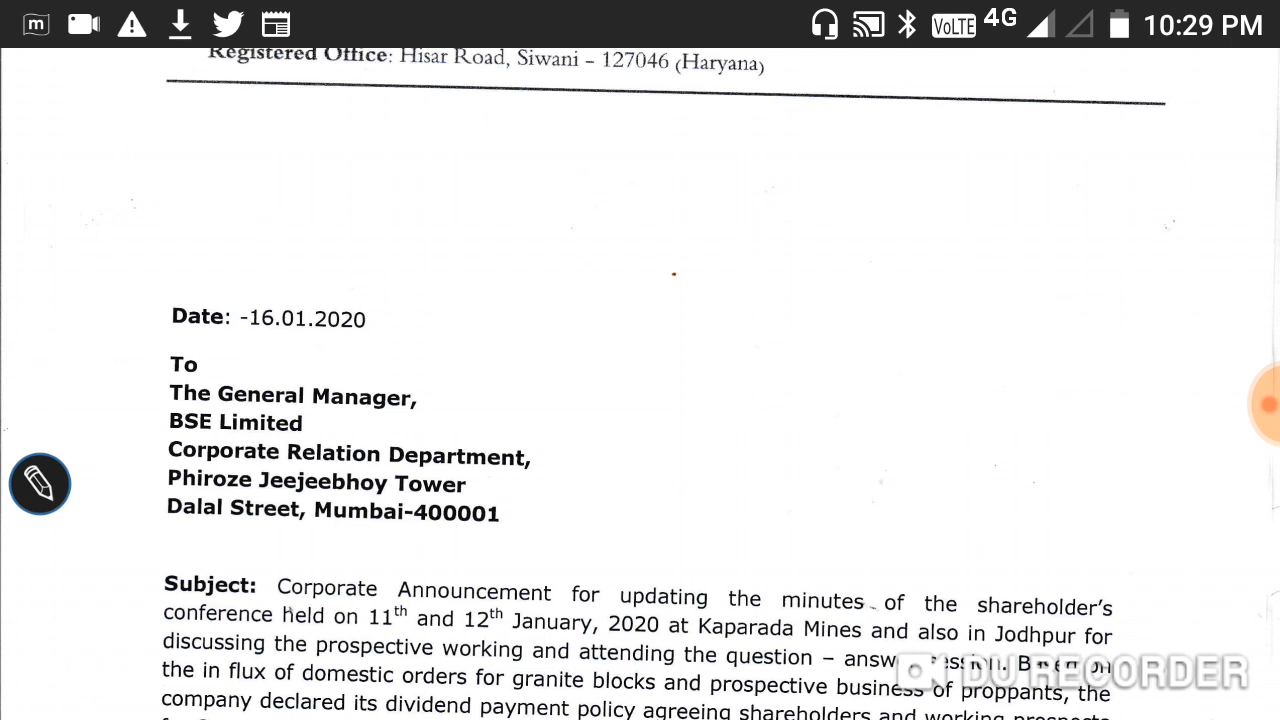 m VoLTE 4G 10:29 PM
Registered Office: Hisar Road, Siwani – 127046 (Haryana)
Date: -16.01.2020
To
The General Manager,
BSE Limited
Corporate Relation Department,
Phiroze Jeejeebhoy Tower
Dalal Street, Mumbai-400001
Subject: Corporate Announcement for updating the minutes of the shareholder's
conference held on 11th and 12th January, 2020 at Kaparada Mines and also in Jodhpur for
discussing the prospective working and attending the question – answ ession. Based on
the in flux of domestic orders for granite blocks and prospective business of proppants, the
company declared its dividend payment policy agreeing shareholders and working prospects
DU RECORDER